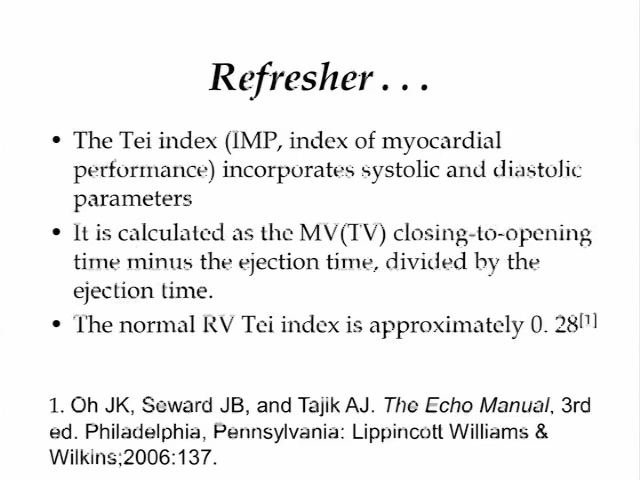 Refresher . . .
• The Tei index (IMP, index of myocardial
performance) incorporates systolic and diastolic
parameters
• It is calculated as the MV(TV) closing-to-opening
time minus the ejection time, divided by the
ejection time.
• The normal RV Tei index is approximately 0. 28[1]
1. Oh JK, Seward JB, and Tajik AJ. The Echo Manual, 3rd
ed. Philadelphia, Pennsylvania: Lippincott Williams &
Wilkins;2006:137.